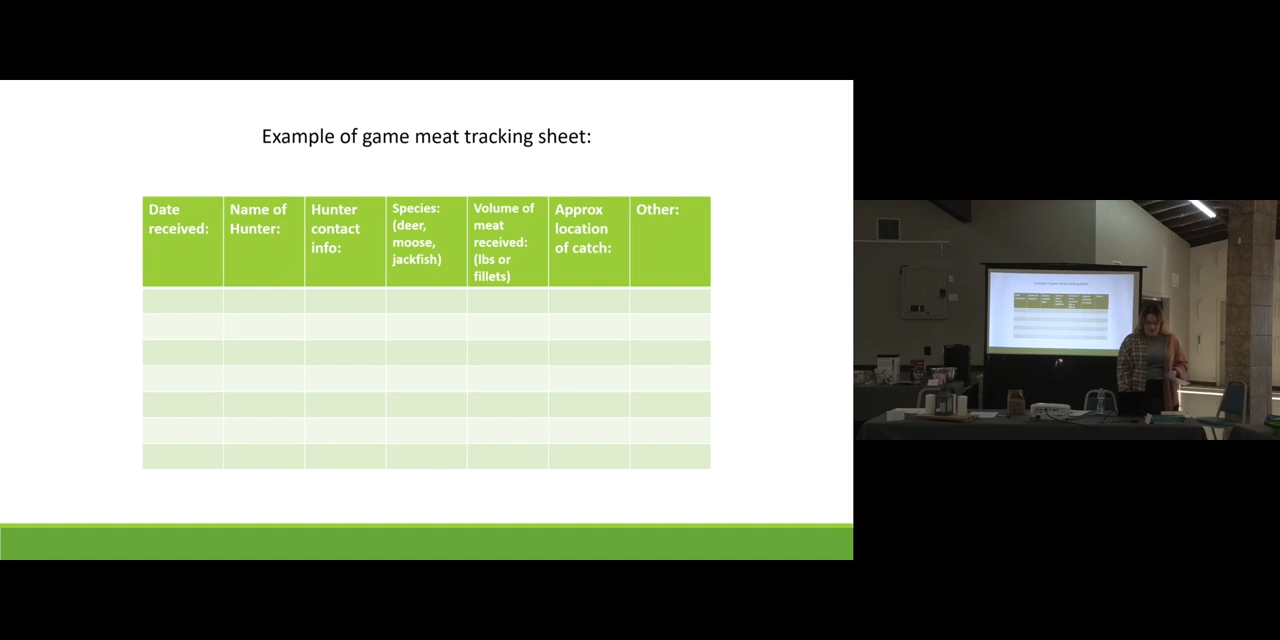 Example of game meat tracking sheet:
Date
received:
Name of
Hunter:
Hunter
contact
info:
Species:
(deer,
moose,
jackfish)
Volume of
meat
received:
(lbs or
fillets)
Approx
location
of catch:
Other: